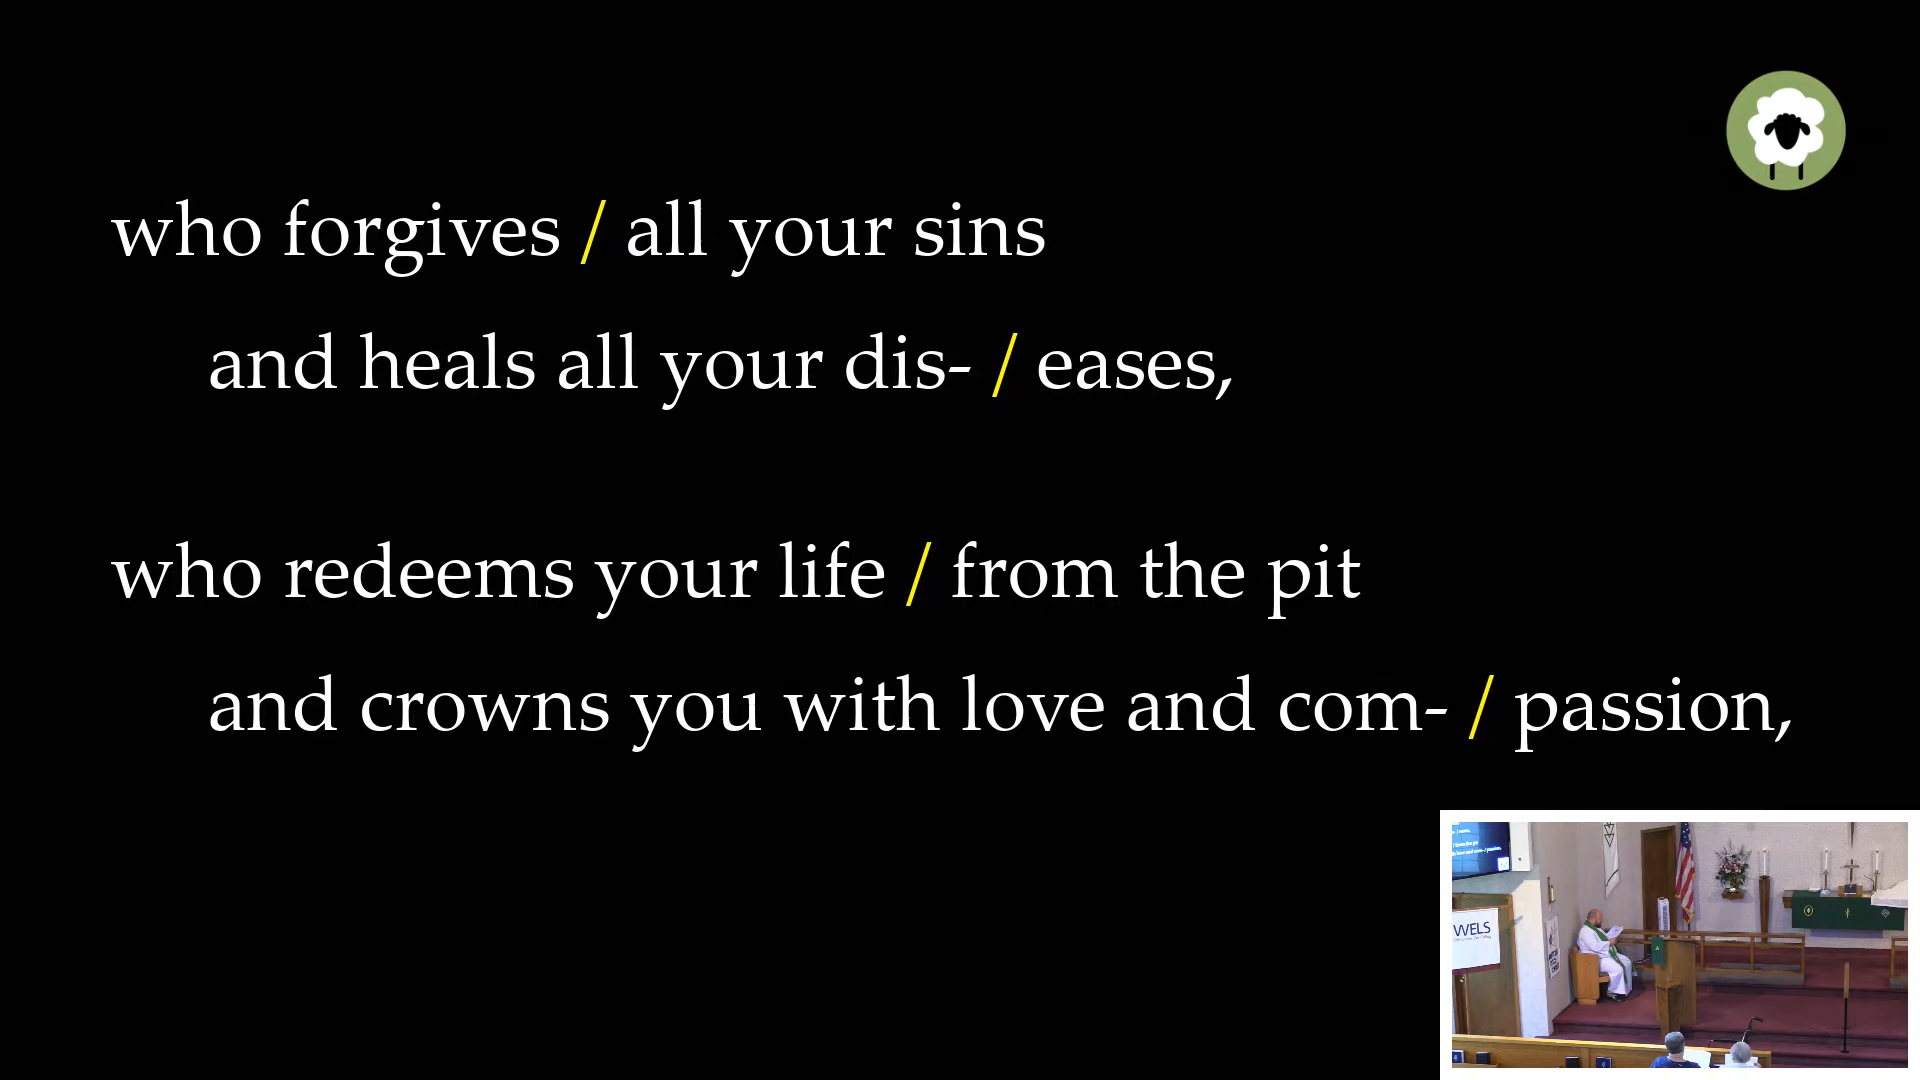 who forgives / all your sins
and heals all your dis- / eases,
who redeems your life / from the pit
and crowns you with love and com- / passion,
WELS